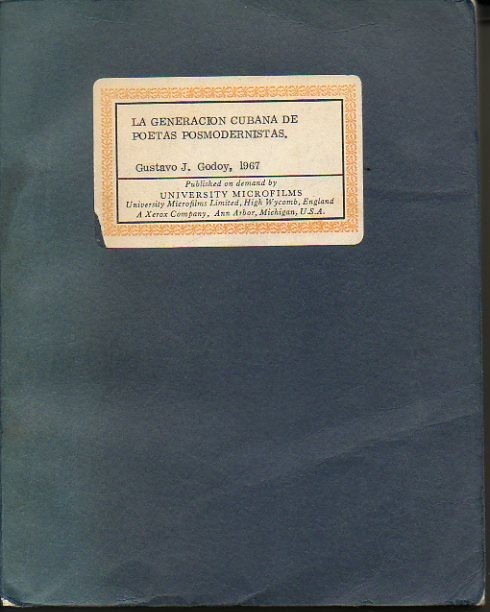 LA GENERACION CUBANA DE
POETAS POSMODERNISTAS.
Gustavo J. Godoy, 1967
Published on demand by
UNIVERSITY MICROFILMS
University Microfilms Limited, High Wycomb, England
A Xerox Company, Ann Arbor, Michigan, U.S.A.